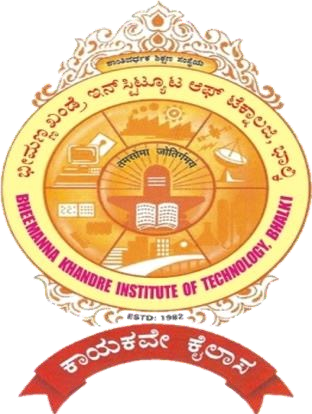 ಶಾಂತಿವರ್ಧಕ ಶಿಕ್ಷಣ ಸಂಸ್ಥೆಯ
ಭೀಮಣ್ಣ ಖಂಡ್ರೆ ಇನ್ ಸ್ಟಿಟ್ಯೂಟ ಆಫ್ ಟೆಕ್ನಾಲಜಿ, ಭಾಲ್ಕಿ
तमसोमा जोतिर्गमय
BHEEMANNA KHANDRE INSTITUTE OF TECHNOLOGY, BHALKI
ESTD: 1982
ಕಾಯಕವೇ ಕೈಲಾಸ